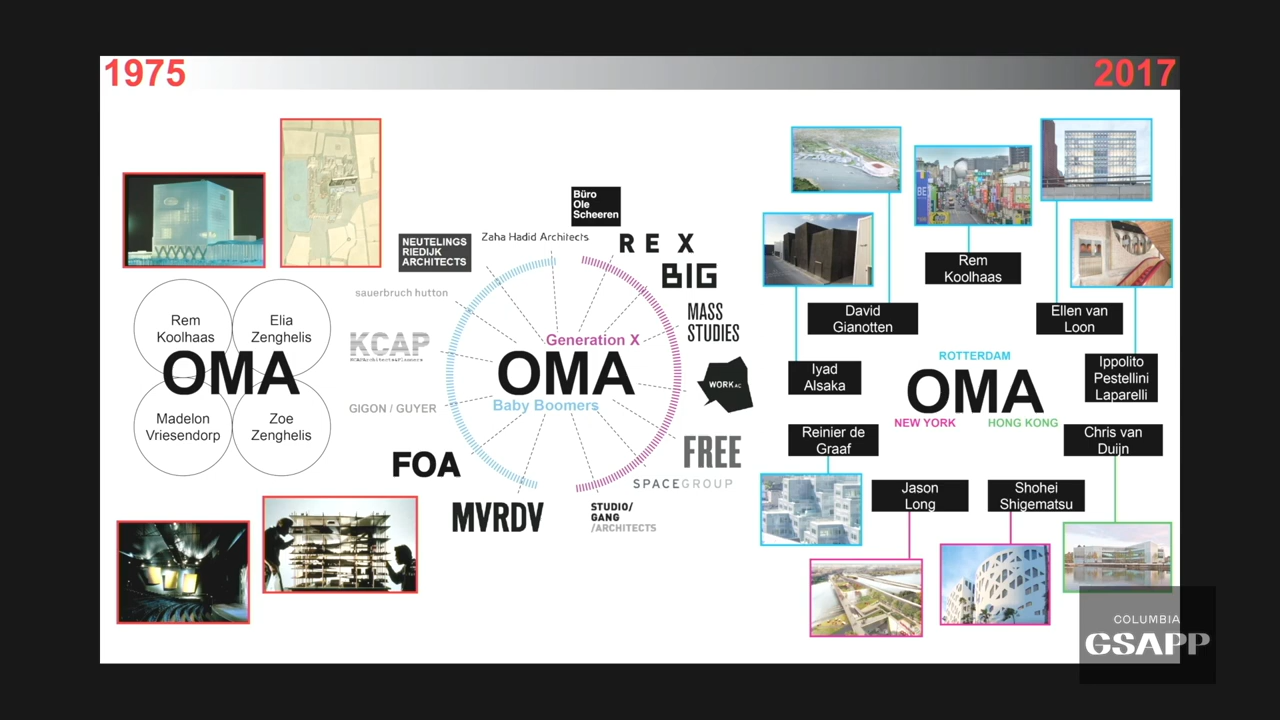 1975
2017
Rem
Koolhaas
Elia
Zenghelis
OMA
Madelon
Vriesendorp
Zoe
Zenghelis
Büro
Ole
Scheeren
Zaha Hadid Architects
REX
NEUTELINGS
RIEDIJK
ARCHITECTS
BIG
sauerbruch hutton
MASS
STUDIES
KCAP
KCAPArchitects&Planners
Generation X
OMA
Baby Boomers
WORKAC
GIGON / GUYER
FOA
FREE
SPACEGROUP
MVRDV
STUDIO/
GANG
/ARCHITECTS
BE
Rem
Koolhaas
David
Gianotten
Ellen van
Loon
Iyad
Alsaka
Ippolito
Pestellini
Laparelli
ROTTERDAM
OMA
NEW YORK
HONG KONG
Reinier de
Graaf
Chris van
Duijn
Jason
Long
Shohei
Shigematsu
COLUMBIA
GSAPP